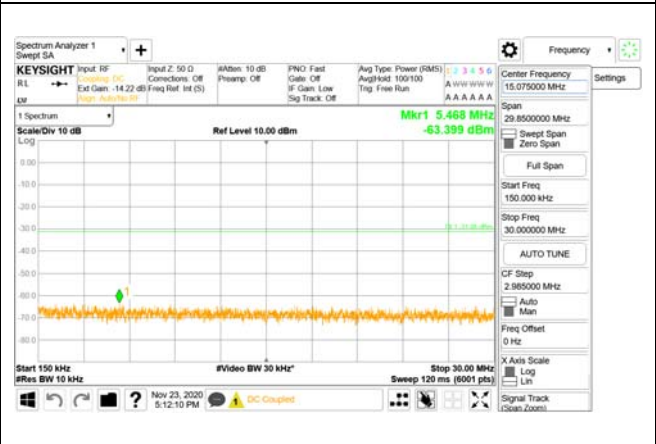 Spectrum Analyzer 1
Swept SA
+
Frequency
KEYSIGHT
RL
Input: RF
Coupling: DC
Ext Gain: -14.22 dB
Align: Auto/No RF
Input Z: 50 Ω
Corrections: Off
Freq Ref: Int (S)
#Atten: 10 dB
Preamp: Off
PNO: Fast
Gate: Off
IF Gain: Low
Sig Track: Off
Avg Type: Power (RMS)
Avg|Hold: 100/100
Trig: Free Run
1 2 3 4 5 6
A W W W W W
A A A A A A
1 Spectrum
Scale/Div 10 dB
Log
Ref Level 10.00 dBm
Mkr1 5.468 MHz
-63.399 dBm
0.00
-10.0
-20.0
-30.0
-40.0
-50.0
-60.0
-70.0
-80.0
1
Start 150 kHz
#Res BW 10 kHz
#Video BW 30 kHz*
Stop 30.00 MHz
Sweep 120 ms (6001 pts)
Nov 23, 2020
5:12:10 PM
DC Coupled
Center Frequency
15.075000 MHz
Settings
Span
29.8500000 MHz
Swept Span
Zero Span
Full Span
Start Freq
150.000 kHz
Stop Freq
30.000000 MHz
AUTO TUNE
CF Step
2.985000 MHz
Auto
Man
Freq Offset
0 Hz
X Axis Scale
Log
Lin
Signal Track
(Span Zoom)